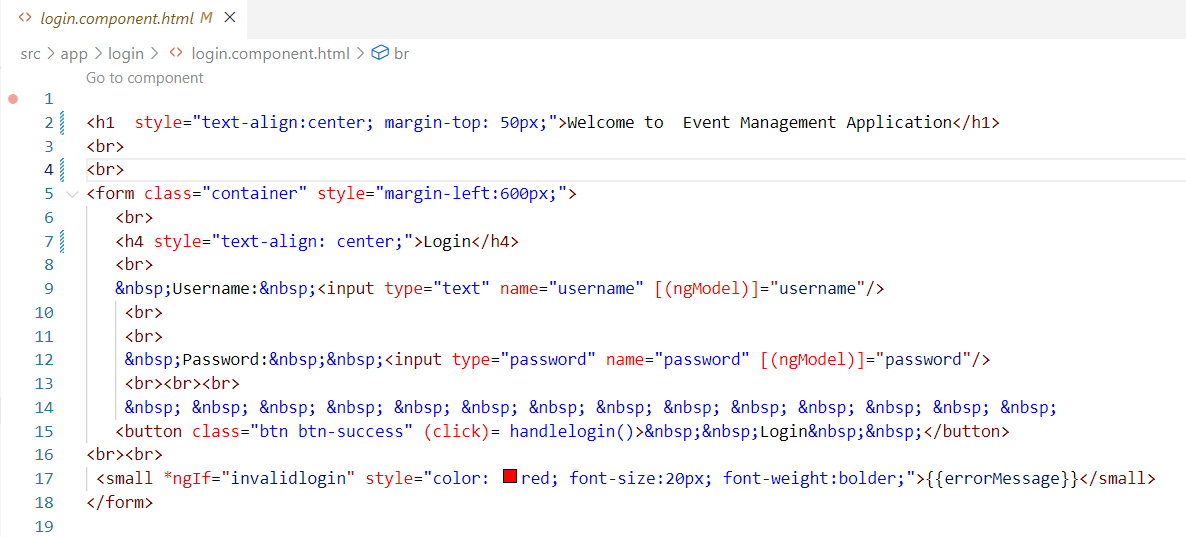 login.component.html M
src > app > login > login.component.html > br
Go to component
1
2 <h1  style="text-align:center; margin-top: 50px;">Welcome to  Event Management Application</h1>
3 <br>
4 <br>
5 <form class="container" style="margin-left:600px;">
6 <br>
7 <h4 style="text-align: center;">Login</h4>
8 <br>
9 &nbsp;Username:&nbsp;<input type="text" name="username" [(ngModel)]="username"/>
10 <br>
11 <br>
12 &nbsp;Password:&nbsp;&nbsp;<input type="password" name="password" [(ngModel)]="password"/>
13 <br><br><br>
14 &nbsp; &nbsp; &nbsp; &nbsp; &nbsp; &nbsp; &nbsp; &nbsp; &nbsp; &nbsp; &nbsp; &nbsp; &nbsp; &nbsp;
15 <button class="btn btn-success" (click)= handlelogin()>&nbsp;&nbsp;Login&nbsp;&nbsp;</button>
16 <br><br>
17 <small *ngIf="invalidlogin" style="color: red; font-size:20px; font-weight:bolder;">{{errorMessage}}</small>
18 </form>
19